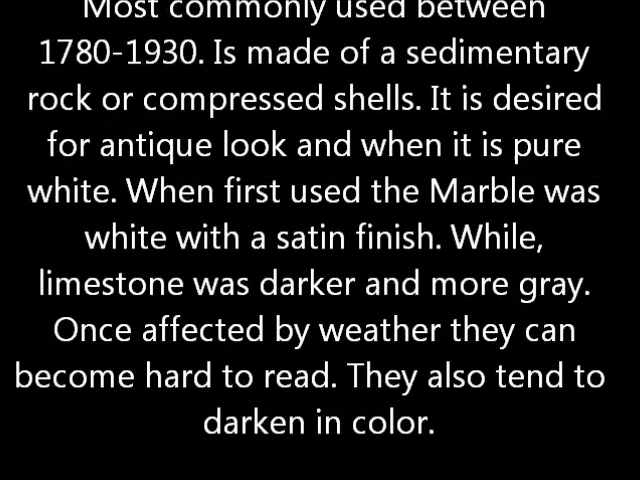 Most commonly used between
1780-1930. Is made of a sedimentary
rock or compressed shells. It is desired
for antique look and when it is pure
white. When first used the Marble was
white with a satin finish. While,
limestone was darker and more gray.
Once affected by weather they can
become hard to read. They also tend to
darken in color.